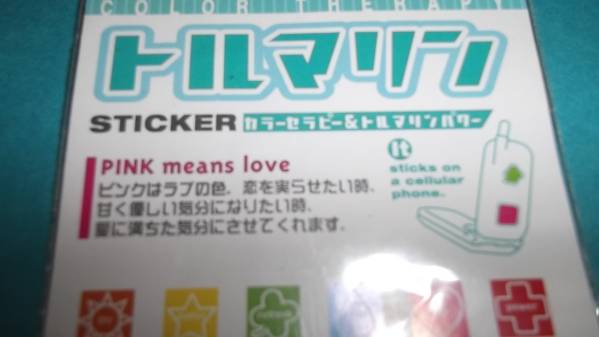 COLOR THERAPY
トルマリン
STICKER カラーセラピー&トルマリンパワー
It
sticks on
a cellular
phone.
PINK means love
ピンクはラブの色。恋を実らせたい時、
甘く優しい気分になりたい時、
愛に満ちた気分にさせてくれます。